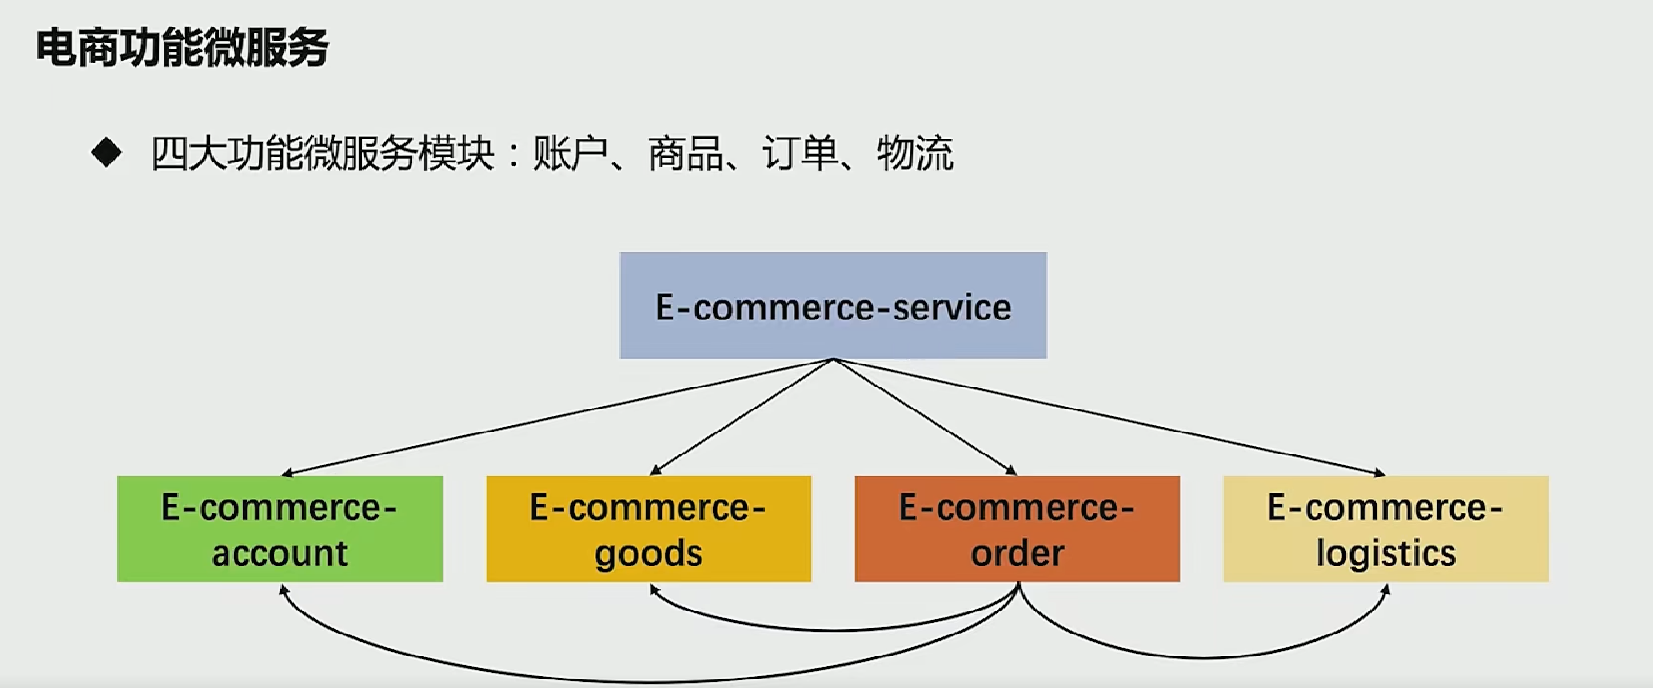 电商功能微服务
四大功能微服务模块：账户、商品、订单、物流
E-commerce-service
E-commerce-
account
E-commerce-
goods
E-commerce-
order
E-commerce-
logistics